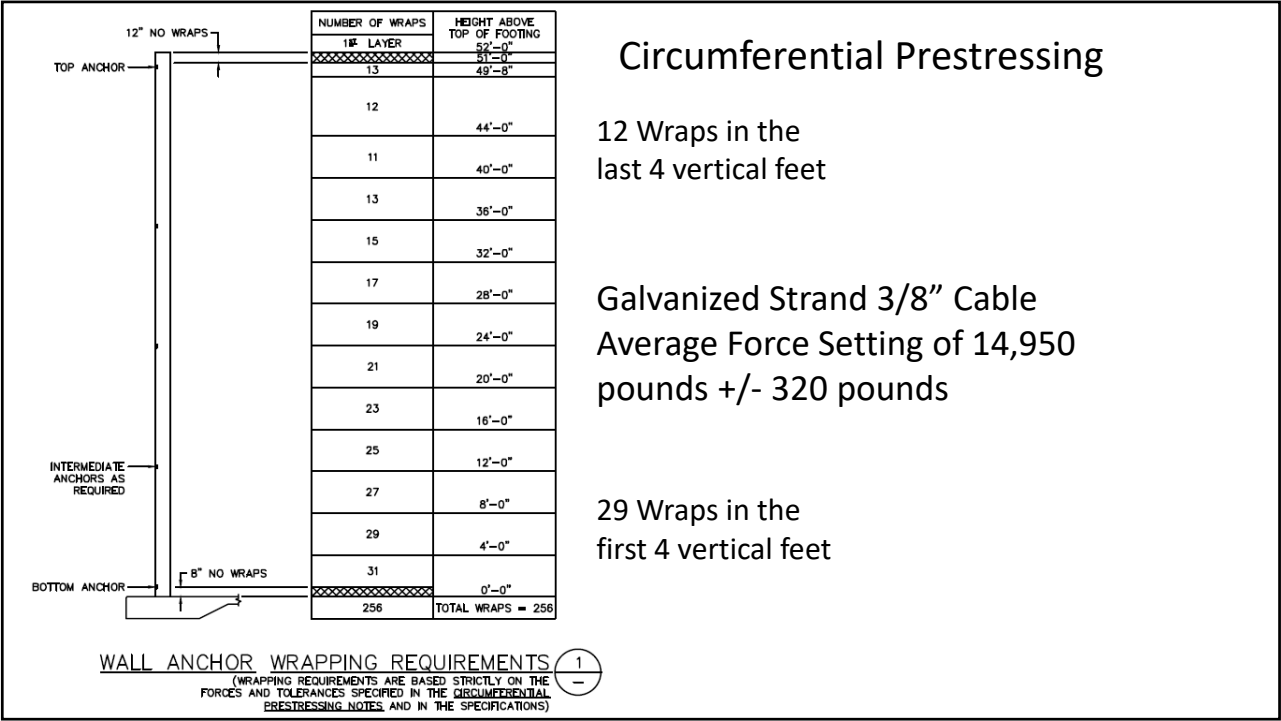 12" NO WRAPS
TOP ANCHOR
INTERMEDIATE
ANCHORS AS
REQUIRED
8" NO WRAPS
BOTTOM ANCHOR
NUMBER OF WRAPS
1ST LAYER
HEIGHT ABOVE
TOP OF FOOTING
52'-0"
51'-0"
13 49'-8"
12 44'-0"
11 40'-0"
13 36'-0"
15 32'-0"
17 28'-0"
19 24'-0"
21 20'-0"
23 16'-0"
25 12'-0"
27 8'-0"
29 4'-0"
31 0'-0"
256 TOTAL WRAPS = 256
WALL ANCHOR WRAPPING REQUIREMENTS 1
-
(WRAPPING REQUIREMENTS ARE BASED STRICTLY ON THE
FORCES AND TOLERANCES SPECIFIED IN THE CIRCUMFERENTIAL
PRESTRESSING NOTES AND IN THE SPECIFICATIONS)
Circumferential Prestressing
12 Wraps in the
last 4 vertical feet
Galvanized Strand 3/8” Cable
Average Force Setting of 14,950
pounds +/- 320 pounds
29 Wraps in the
first 4 vertical feet